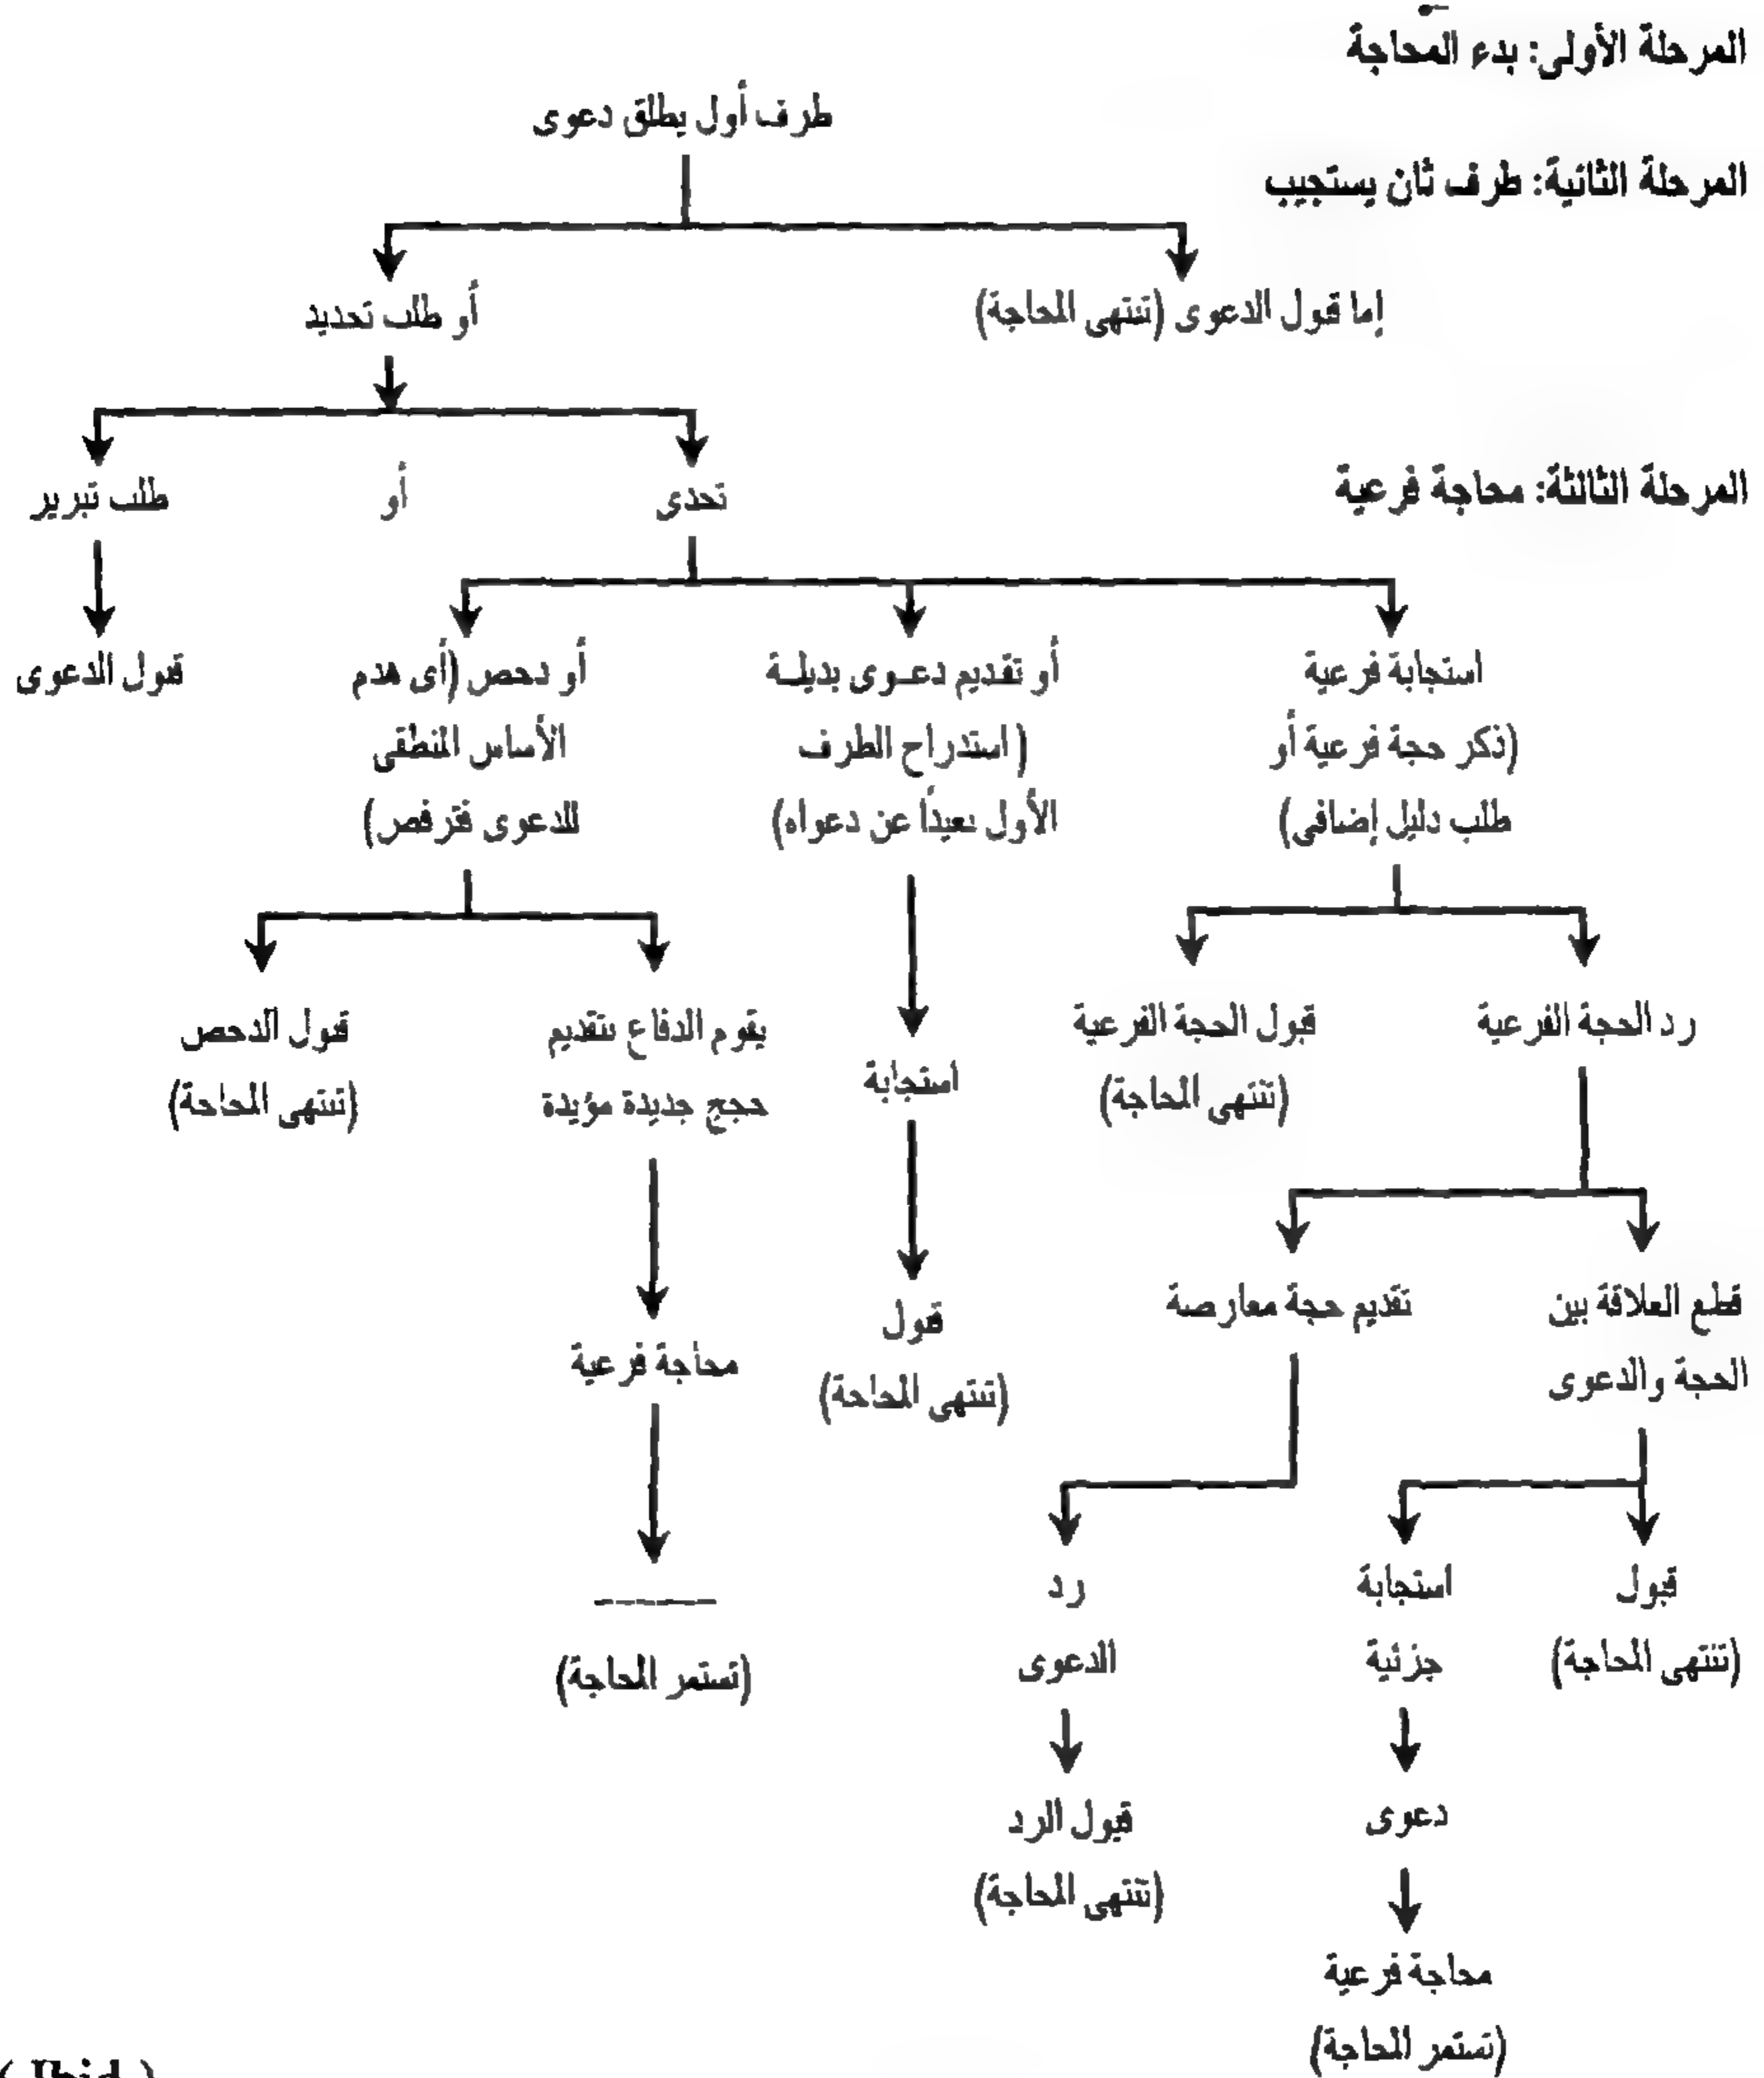 المرحلة الأولى: بدء المحاجة
طرف أول يطلق دعوى
المرحلة الثانية: طرف ثان يستجيب
إما قبول الدعوى (تنتهى المحاجة)
أو طلب تحديد
المرحلة الثالثة: محاجة فرعية
تحدى
أو
طلب تبرير
استجابة فرعية
(ذكر حجة فرعية أو
طلب دليل إضافى)
أو تقديم دعوى بديلة
(استدراج الطرف
الأول بعيداً عن دعواه)
أو دحض (أى هدم
الأساس المنطقى
للدعوى فترفض)
قبول الدعوى
رد الحجة الفرعية
قبول الحجة الفرعية
(تنتهى المحاجة)
استجابة
يقوم الدفاع بتقديم
حجج جديدة مؤيدة
قبول الدحض
(تنتهى المحاجة)
قطع العلاقة بين
الحجة والدعوى
تقديم حجة معارضة
قبول
(تنتهى المحاجة)
محاجة فرعية
قبول
(تنتهى المحاجة)
استجابة
جزئية
رد
الدعوى
(تستمر المحاجة)
دعوى
قبول الرد
(تنتهى المحاجة)
محاجة فرعية
(تستمر المحاجة)
( Ibid )